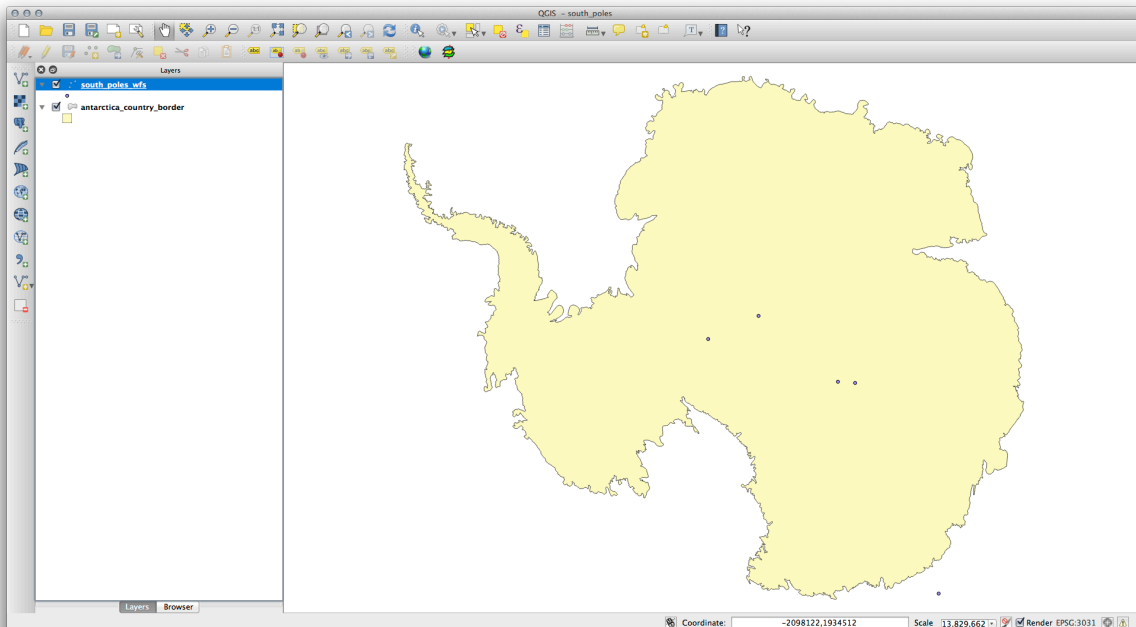 QGIS - south_poles
Layers
south_poles_wfs
antarctica_country_border
Layers Browser
Coordinate: -2098122,1934512 Scale 13,829,662 Render EPSG:3031